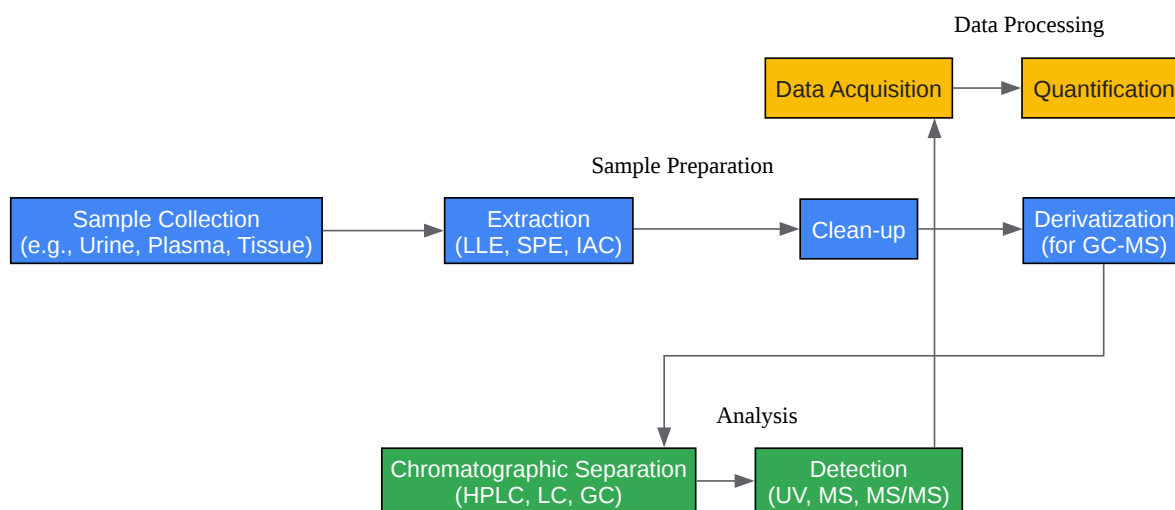 Data Processing
Data Acquisition
Quantification
Sample Preparation
Sample Collection
(e.g., Urine, Plasma, Tissue)
Extraction
(LLE, SPE, IAC)
Clean-up
Derivatization
(for GC-MS)
Analysis
Chromatographic Separation
(HPLC, LC, GC)
Detection
(UV, MS, MS/MS)